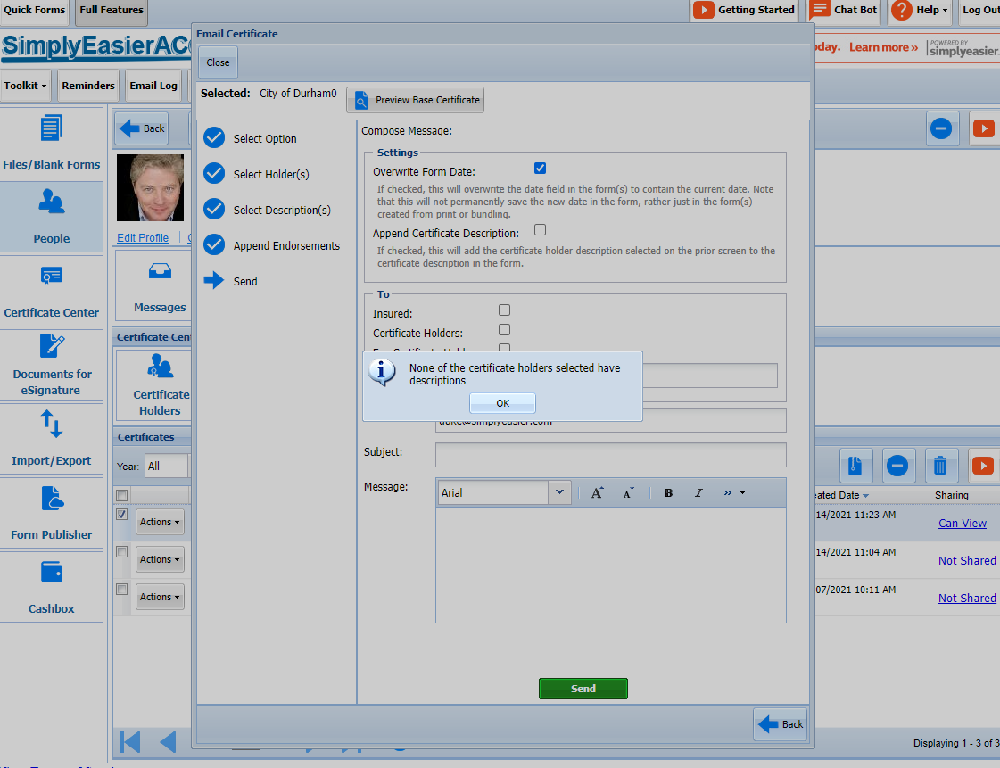 Quick Forms
Full Features
Getting Started
Chat Bot
Help
Log Out
SimplyEasierAC
oday. Learn more »
POWERED BY
simplyeasier.
Toolkit
Reminders
Email Log
Files/Blank Forms
People
Certificate Center
Documents for
eSignature
Import/Export
Form Publisher
Cashbox
Back
Edit Profile
Messages
Certificate Cen
Certificate
Holders
Certificates
Year:
All
Actions
Actions
Actions
Email Certificate
Close
Selected: City of Durham0
Preview Base Certificate
Select Option
Select Holder(s)
Select Description(s)
Append Endorsements
Send
Compose Message:
Settings
Overwrite Form Date:
If checked, this will overwrite the date field in the form(s) to contain the current date. Note
that this will not permanently save the new date in the form, rather just in the form(s)
created from print or bundling.
Append Certificate Description:
If checked, this will add the certificate holder description selected on the prior screen to the
certificate description in the form.
To
Insured:
Certificate Holders:
None of the certificate holders selected have
descriptions
OK
duke@simplyeasier.com
Subject:
Message:
Arial
A
A
B
I
»
Send
Back
eated Date
Sharing
14/2021 11:23 AM
Can View
14/2021 11:04 AM
Not Shared
07/2021 10:11 AM
Not Shared
Displaying 1 - 3 of 3